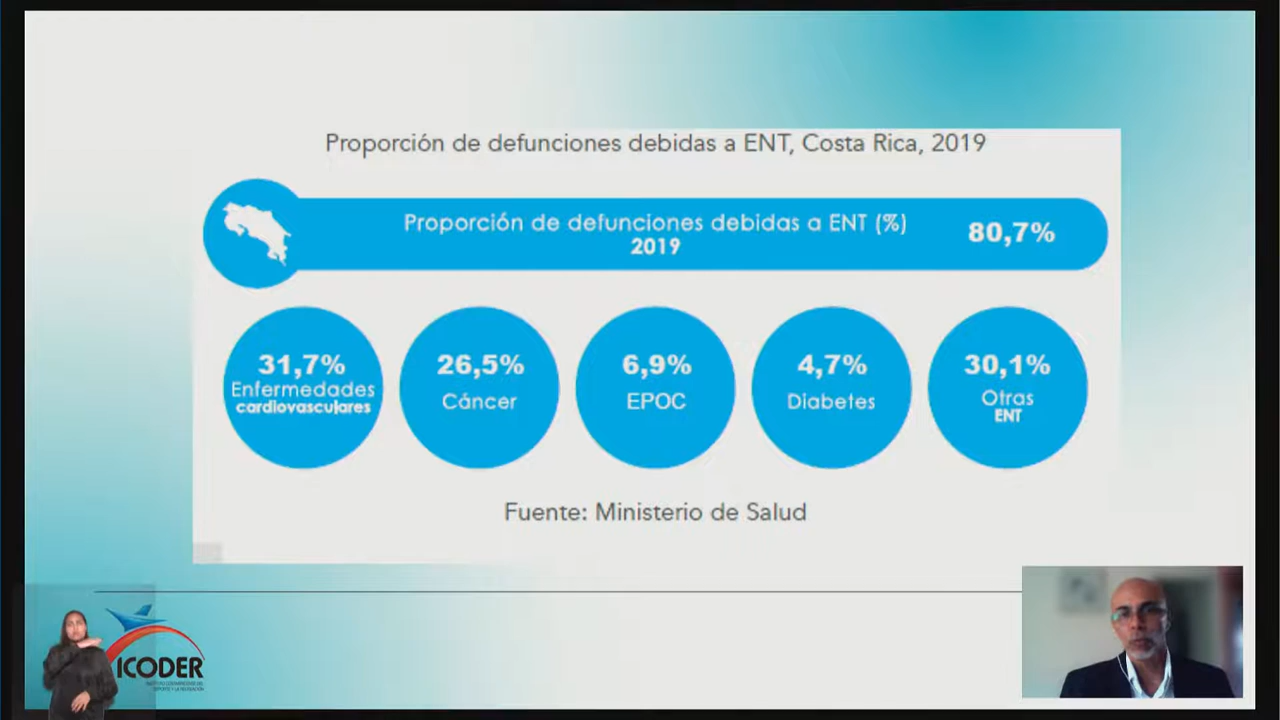 Proporción de defunciones debidas a ENT, Costa Rica, 2019
Proporción de defunciones debidas a ENT (%)
2019
80,7%
31,7%
Enfermedades
cardiovasculares
26,5%
Cáncer
6,9%
EPOC
4,7%
Diabetes
30,1%
Otras
ENT
Fuente: Ministerio de Salud
ICODER